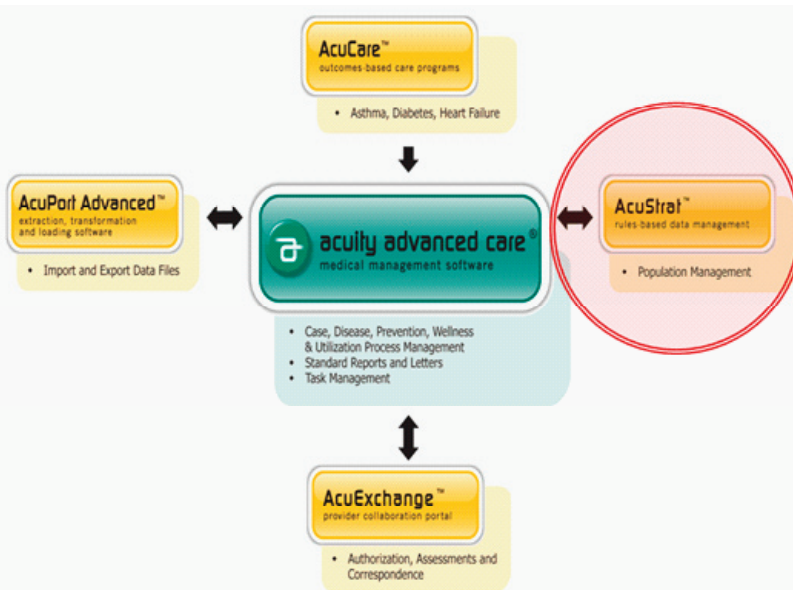 AcuCare™
outcomes-based care programs
• Asthma, Diabetes, Heart Failure
AcuPort Advanced™
extraction, transformation
and loading software
• Import and Export Data Files
a acuity advanced care®
medical management software
• Case, Disease, Prevention, Wellness
& Utilization Process Management
• Standard Reports and Letters
• Task Management
AcuStrat™
rules-based data management
• Population Management
AcuExchange™
provider collaboration portal
• Authorization, Assessments and
Correspondence